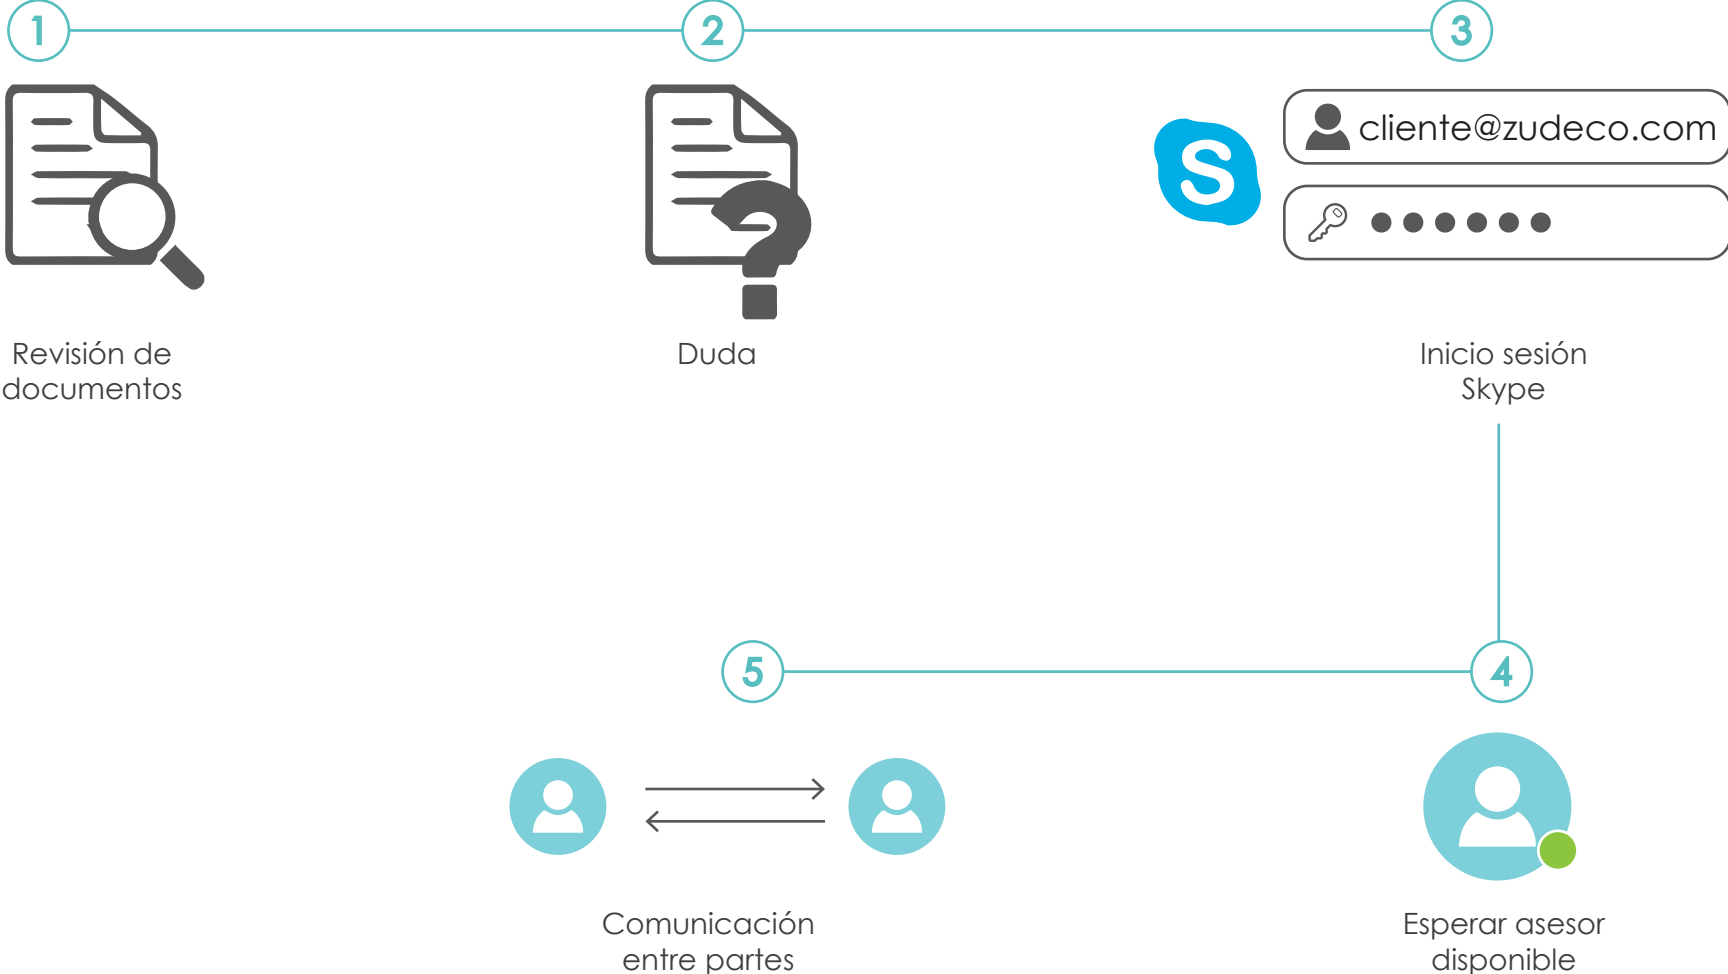 1
2
3
S
cliente@zudeco.com
Revisión de
documentos
Duda
Inicio sesión
Skype
5
4
Comunicación
entre partes
Esperar asesor
disponible